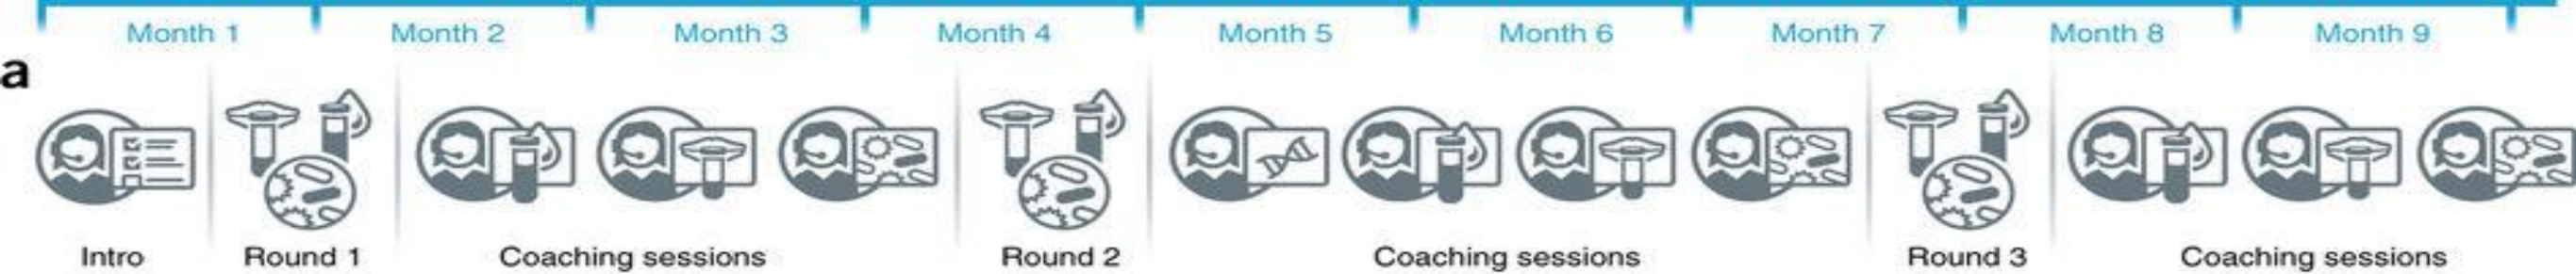 Month 1 Month 2 Month 3 Month 4 Month 5 Month 6 Month 7 Month 8 Month 9
a
Intro Round 1 Coaching sessions Round 2 Coaching sessions Round 3 Coaching sessions